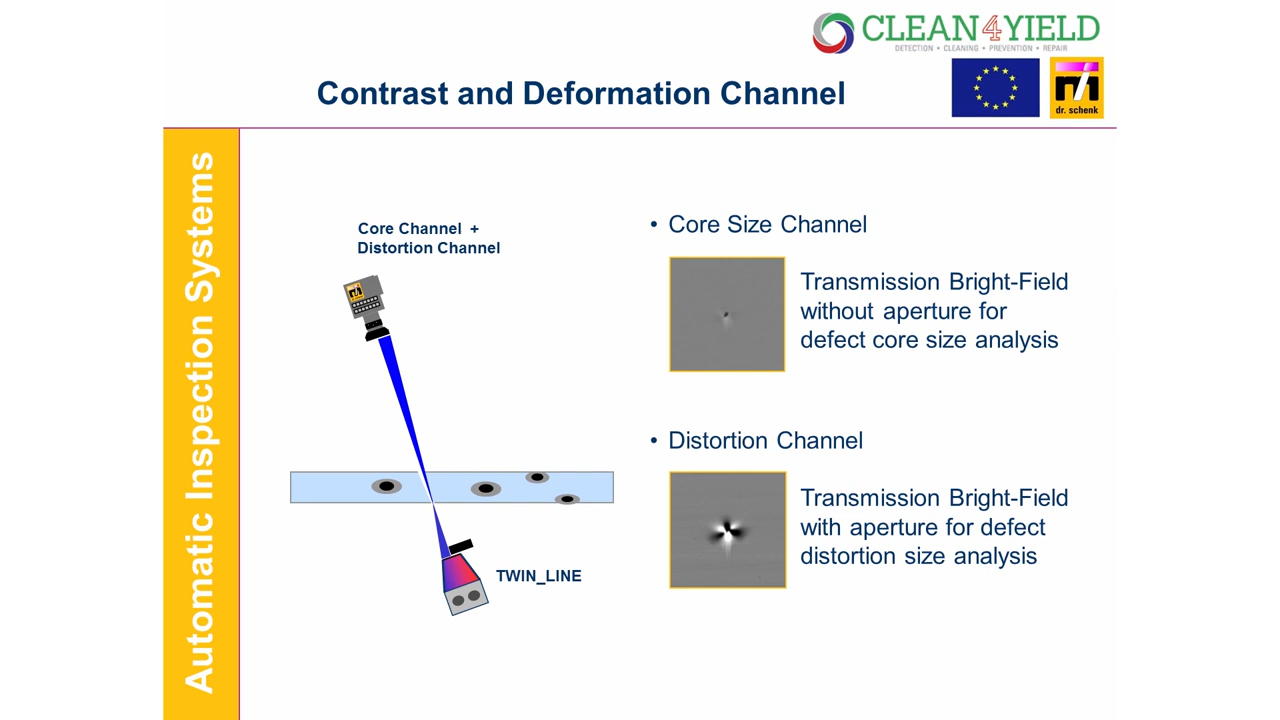 CLEAN4YIELD
DETECTION • CLEANING • PREVENTION • REPAIR
dr. schenk
Contrast and Deformation Channel
Automatic Inspection Systems
Core Channel +
Distortion Channel
TWIN_LINE
• Core Size Channel
Transmission Bright-Field
without aperture for
defect core size analysis
• Distortion Channel
Transmission Bright-Field
with aperture for defect
distortion size analysis